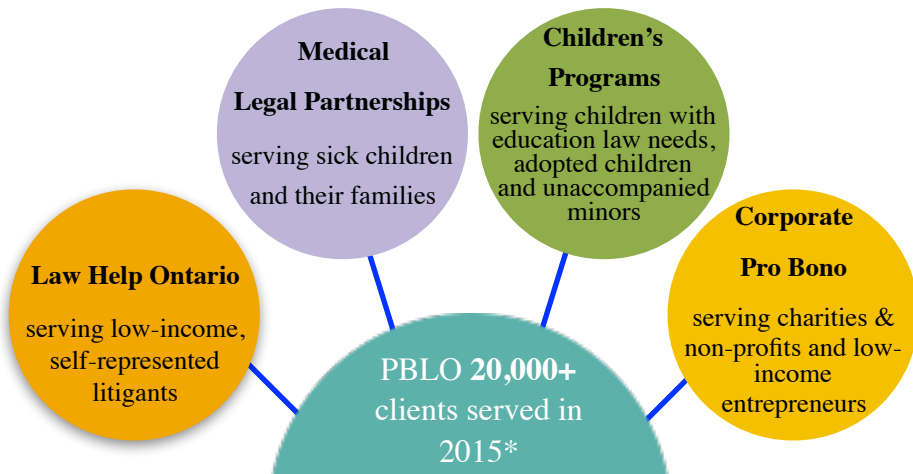 Medical
Legal Partnerships
serving sick children
and their families
Children's
Programs
serving children with
education law needs,
adopted children
and unaccompanied
minors
Law Help Ontario
serving low-income,
self-represented
litigants
Corporate
Pro Bono
serving charities &
non-profits and low-
income
entrepreneurs
PBLO 20,000+
clients served in
2015*